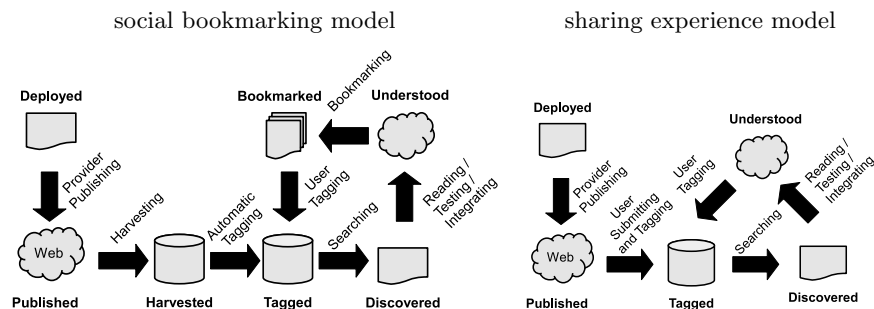 social bookmarking model
Deployed
Provider
Publishing
Web
Published
Harvesting
Harvested
Automatic
Tagging
Bookmarked
Bookmarking
Understood
User
Tagging
Tagged
Searching
Reading /
Testing /
Integrating
Discovered
sharing experience model
Deployed
Provider
Publishing
Web
Published
User
Submitting
and Tagging
User
Tagging
Understood
Tagged
Searching
Reading /
Testing /
Integrating
Discovered